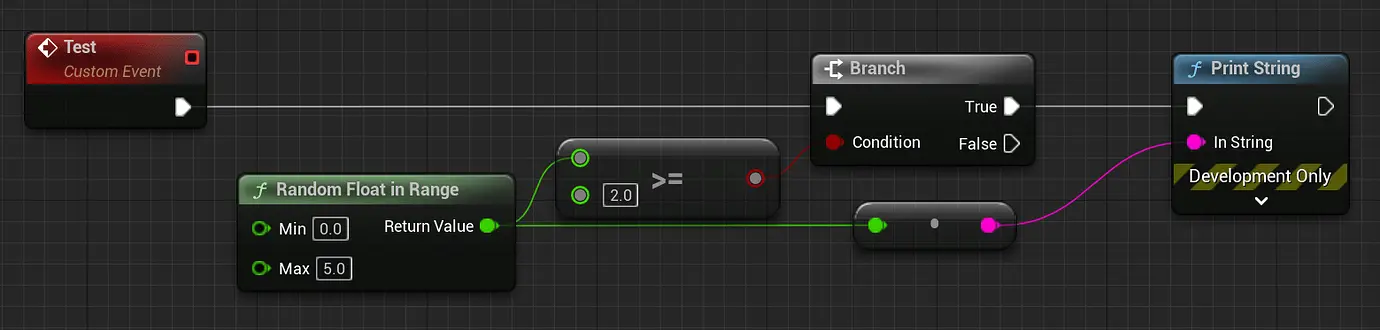 Test
Custom Event
Branch
True
Condition
False
Print String
In String
Development Only
>=
2.0
Random Float in Range
Min 0.0
Return Value
Max 5.0